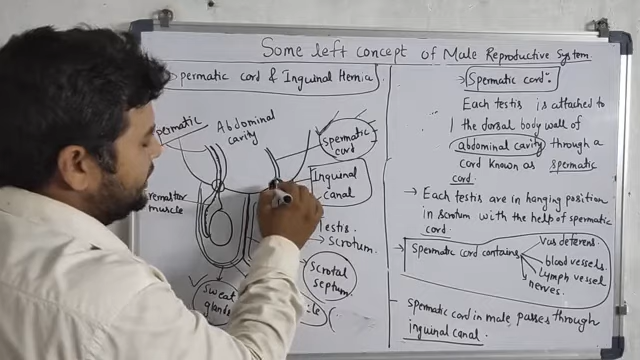 Some left concept of Male Reproductive System.
permatic cord & Inguinal Hernia
permatic
Abdominal
cavity
Spermatic
cord
Inguinal
canal
remaster
muscle
Testis.
Scrotum.
Scrotal
septum.
Sweat
glands
→ Spermatic cord:
Each testis is attached to
the dorsal body wall of
abdominal cavity through a
cord known as spermatic
cord.
→ Each testis are in hanging position
in scrotum with the help of spermatic
cord.
→ Spermatic cord contains
Vas deferens.
blood vessels.
Lymph vessel
nerves.
Spermatic cord in male passes through
inguinal canal.